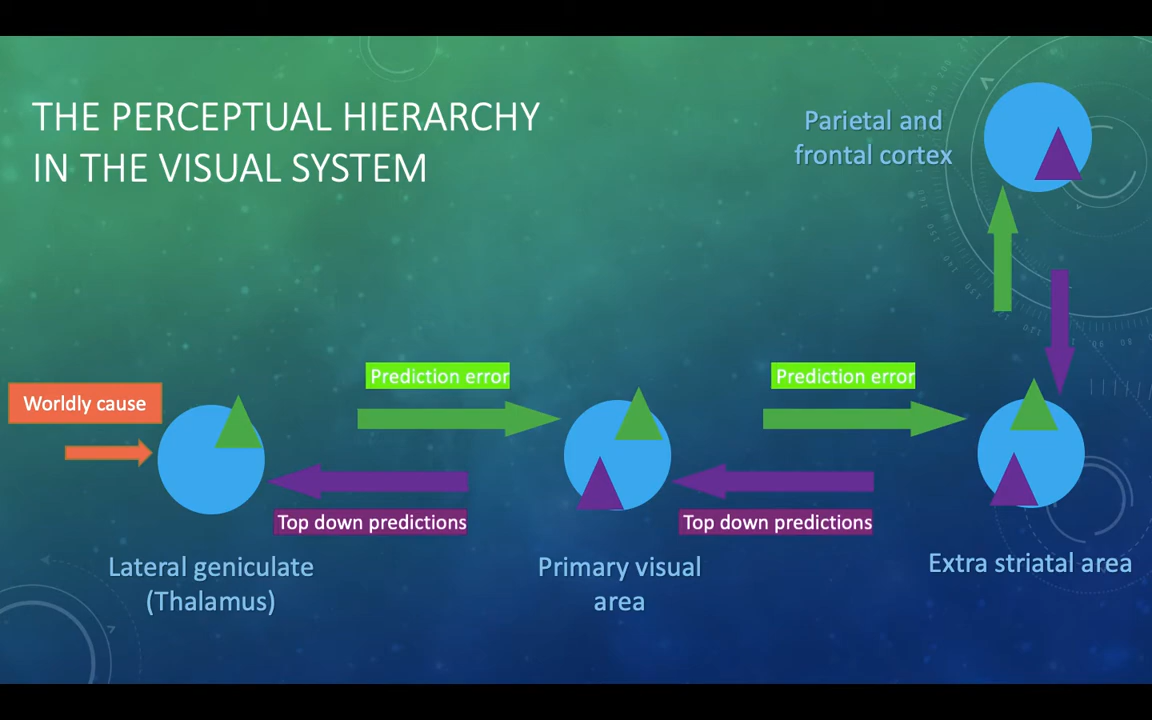 THE PERCEPTUAL HIERARCHY
IN THE VISUAL SYSTEM
Parietal and
frontal cortex
Worldly cause
Prediction error
Prediction error
Top down predictions
Top down predictions
Lateral geniculate
(Thalamus)
Primary visual
area
Extra striatal area